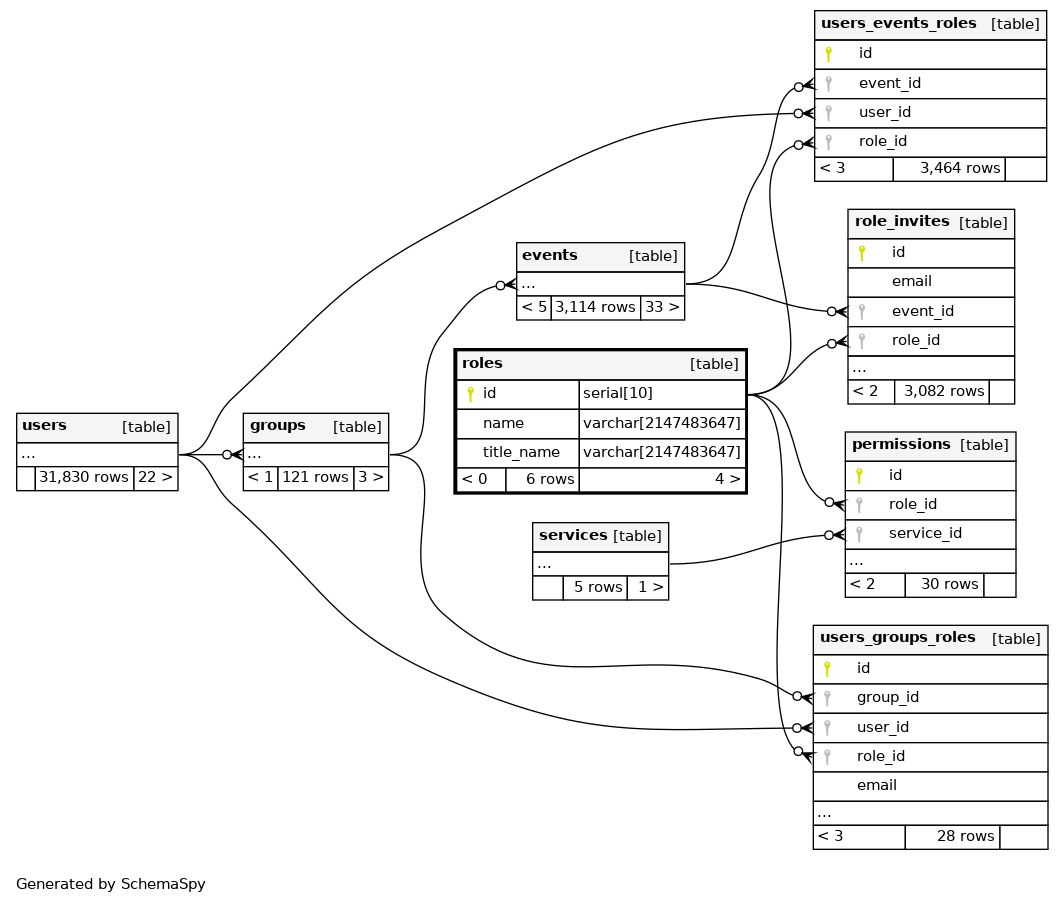 users_events_roles [table]
id
event_id
user_id
role_id
< 3 3,464 rows
role_invites [table]
id
email
event_id
role_id
...
< 2 3,082 rows
events [table]
...
< 5 3,114 rows 33 >
roles [table]
id serial[10]
name varchar[2147483647]
title_name varchar[2147483647]
< 0 6 rows 4 >
users [table]
...
31,830 rows 22 >
groups [table]
...
< 1 121 rows 3 >
permissions [table]
id
role_id
service_id
...
< 2 30 rows
services [table]
...
5 rows 1 >
users_groups_roles [table]
id
group_id
user_id
role_id
email
...
< 3 28 rows
Generated by SchemaSpy